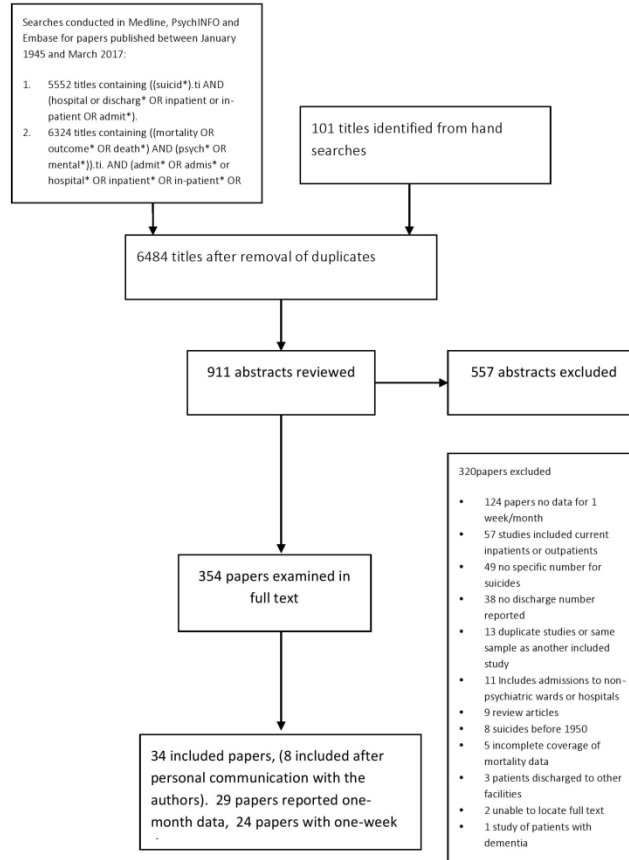 Searches conducted in Medline, PsychINFO and
Embase for papers published between January
1945 and March 2017:
1. 5552 titles containing ((suicid*).ti AND
(hospital or discharg* OR inpatient or in-
patient OR admit*).
2. 6324 titles containing ((mortality OR
outcome* OR death*) AND (psych* OR
mental*)).ti. AND (admit* OR admis* or
hospital* OR inpatient* OR in-patient* OR
101 titles identified from hand
searches
6484 titles after removal of duplicates
911 abstracts reviewed
557 abstracts excluded
320papers excluded
• 124 papers no data for 1
week/month
• 57 studies included current
inpatients or outpatients
• 49 no specific number for
suicides
• 38 no discharge number
reported
• 13 duplicate studies or same
sample as another included
study
• 11 Includes admissions to non-
psychiatric wards or hospitals
• 9 review articles
• 8 suicides before 1950
• 5 incomplete coverage of
mortality data
• 3 patients discharged to other
facilities
• 2 unable to locate full text
• 1 study of patients with
dementia
354 papers examined in
full text
34 included papers, (8 included after
personal communication with the
authors). 29 papers reported one-
month data, 24 papers with one-week